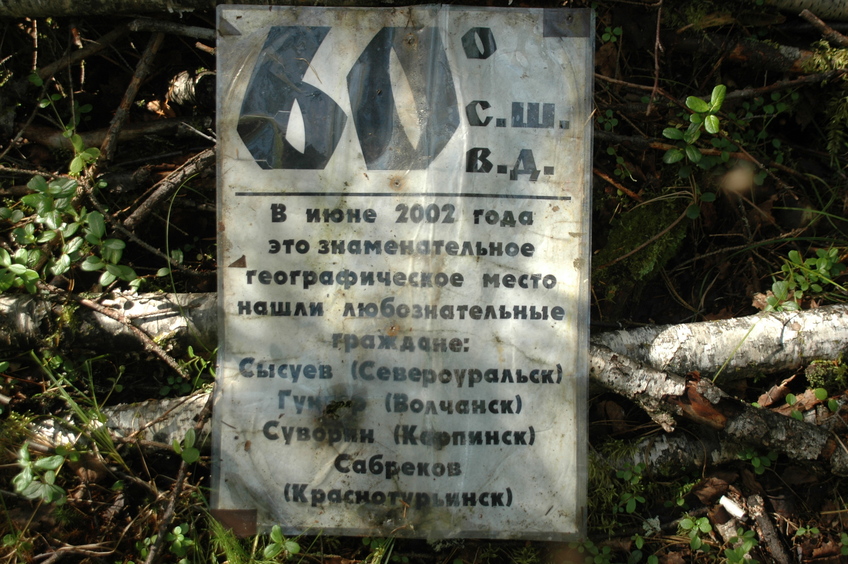 60 °
с.ш.
в.д.
В июне 2002 года
это знаменательное
географическое место
нашли любознательные
граждане:
Сысуев (Североуральск)
(Волчанск)
Суворин (Карпинск)
Сабреков
(Краснотурьинск)